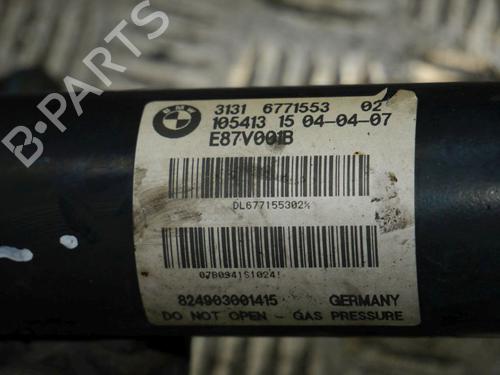 BMW
3131 6771553 02
105413 15 04-04-07
E87V001B
DL677155302%
07B0941S1024!
824903001415 GERMANY
DO NOT OPEN - GAS PRESSURE
B-PARTS